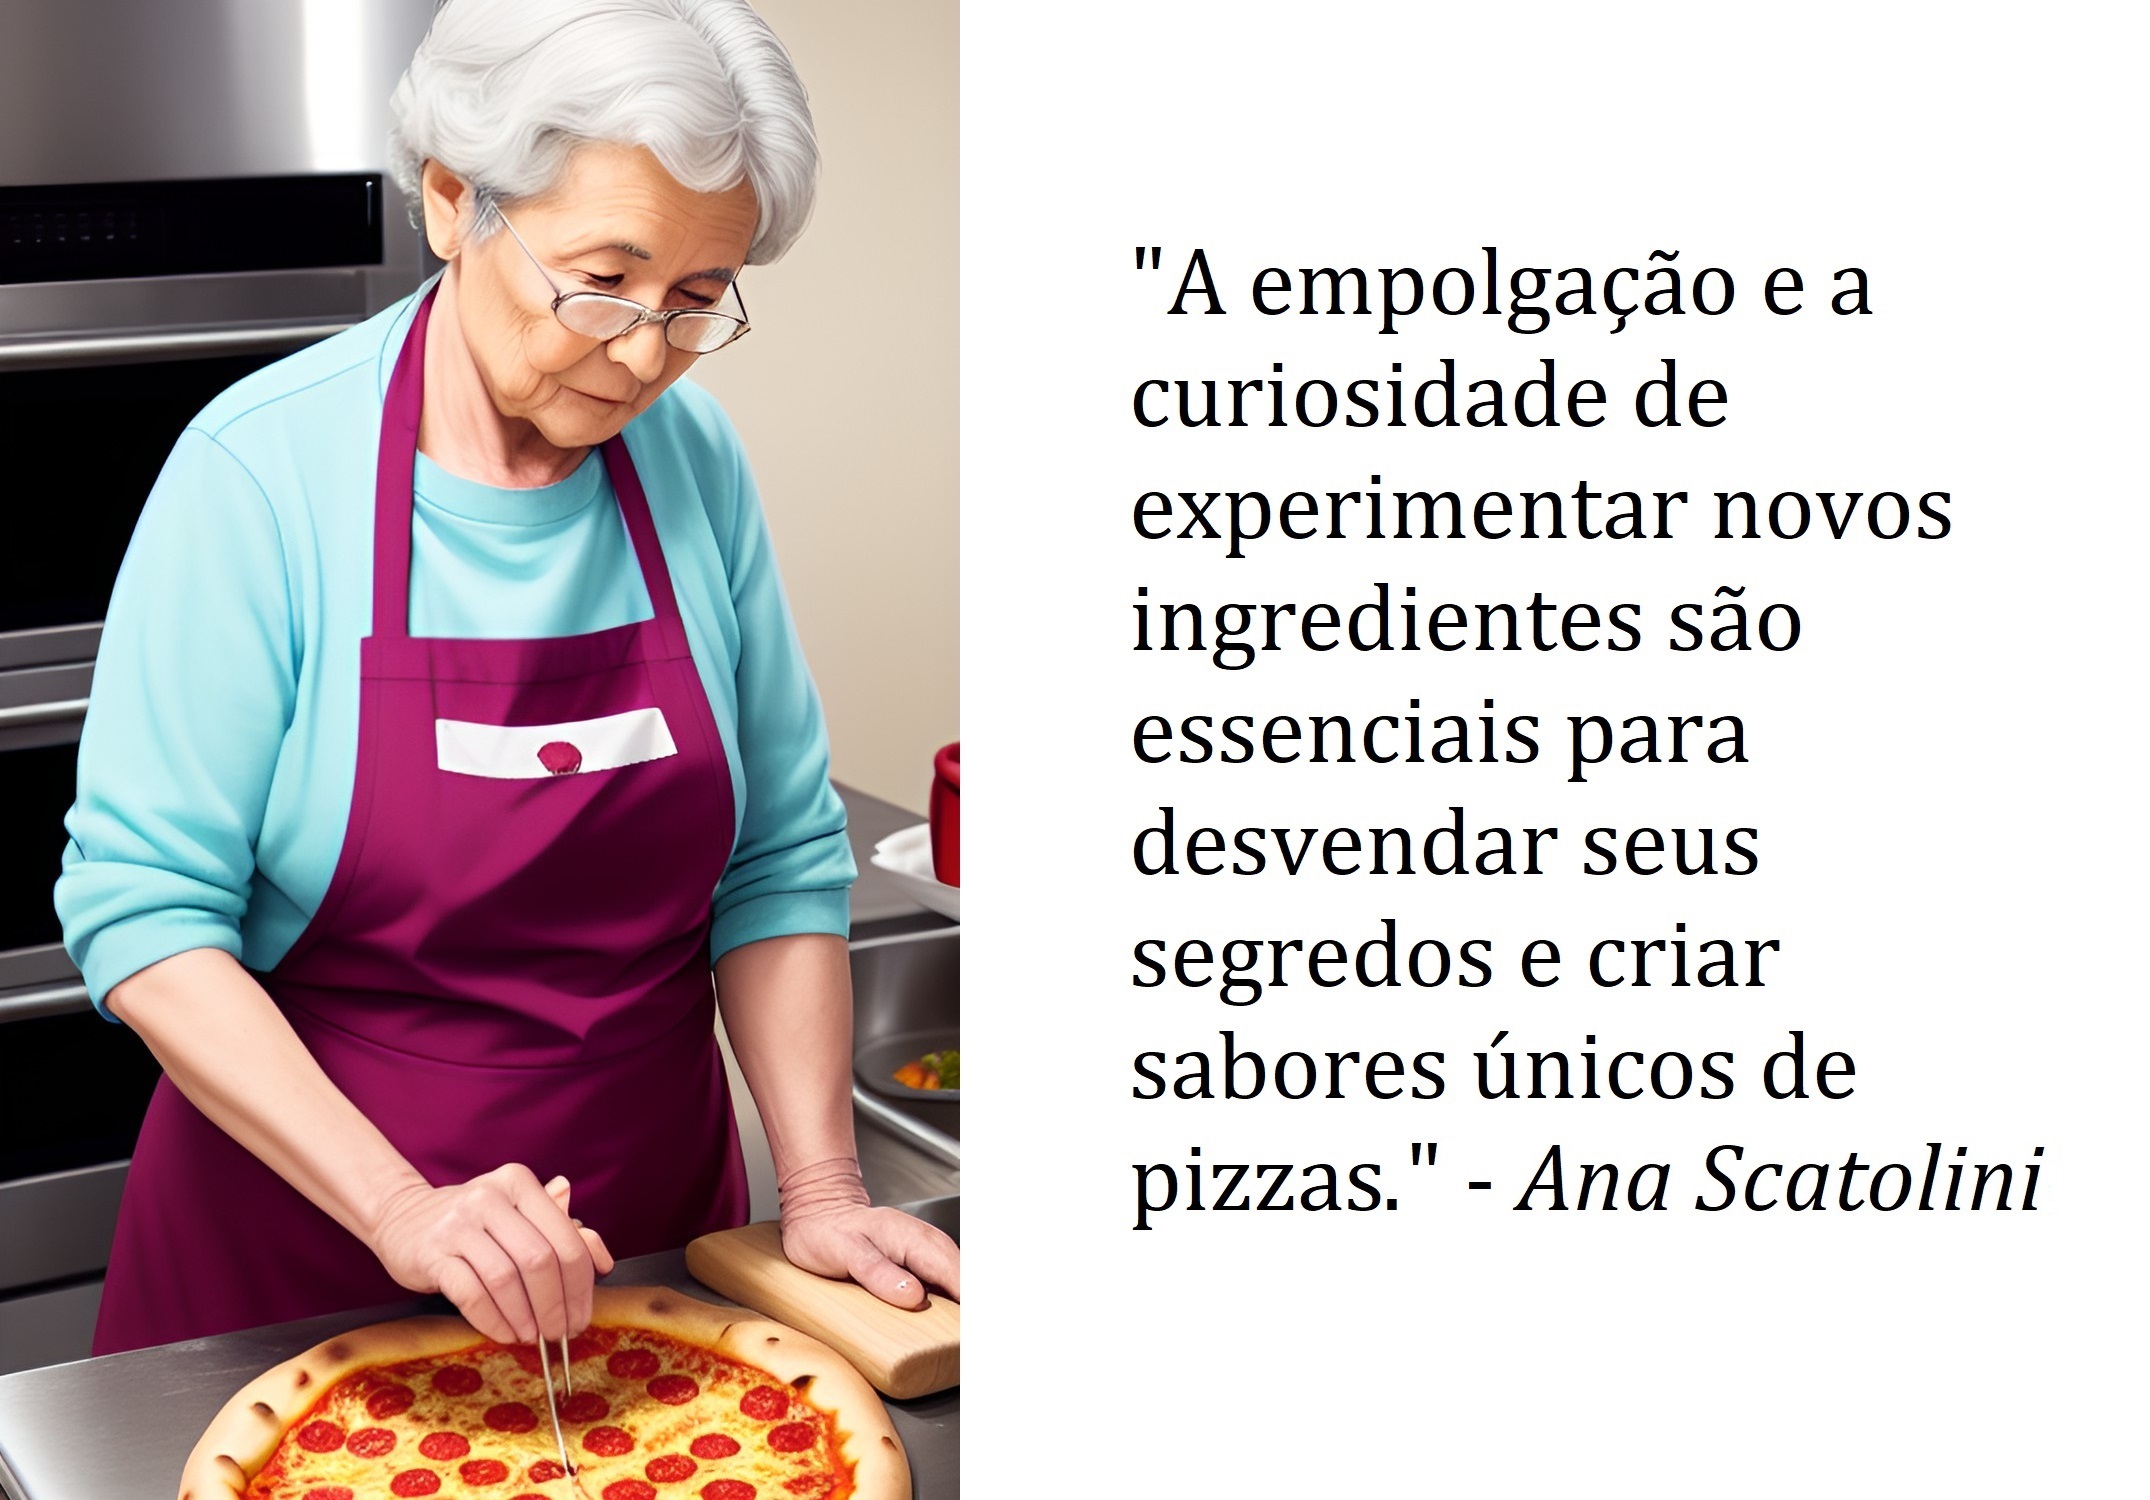 "A empolgação e a
curiosidade de
experimentar novos
ingredientes são
essenciais para
desvendar seus
segredos e criar
sabores únicos de
pizzas." - Ana Scatolini